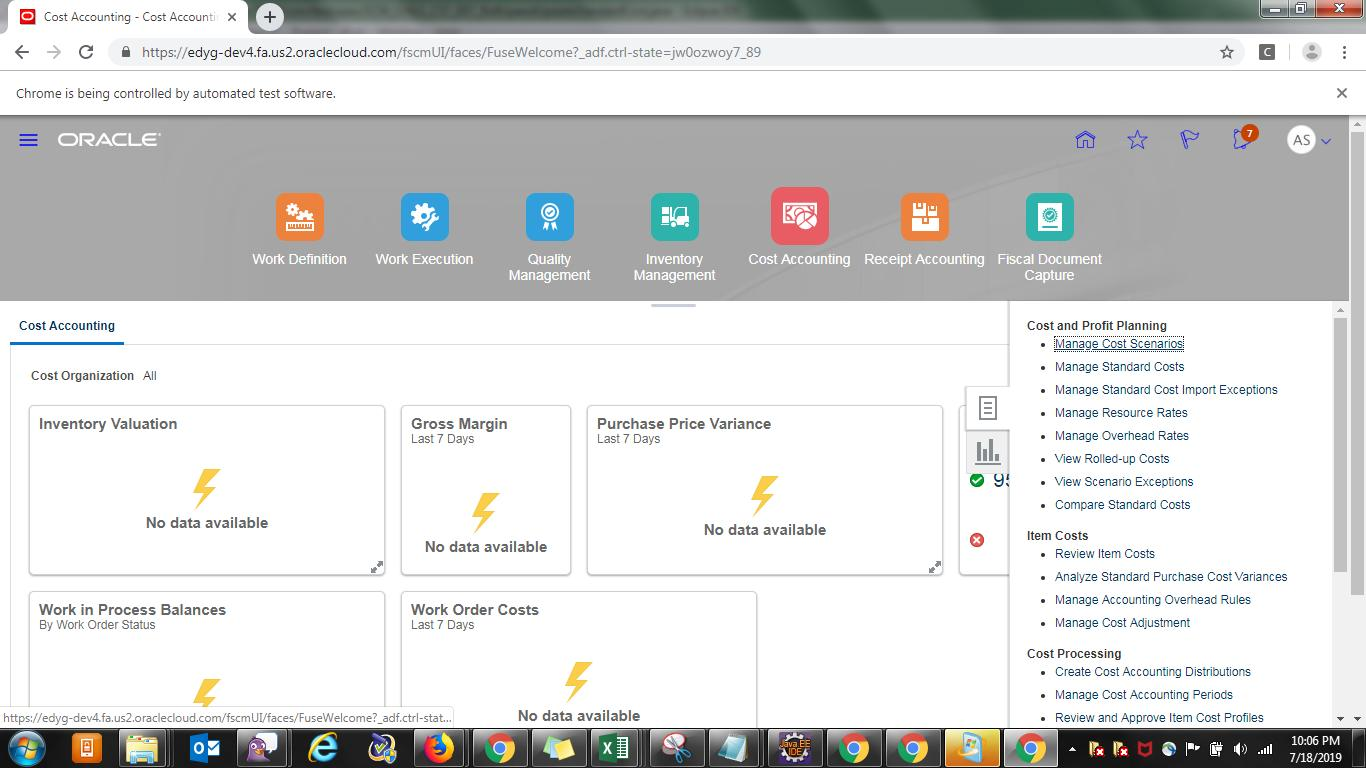 Cost Accounting - Cost Accountin
https://edyg-dev4.fa.us2.oraclecloud.com/fscmUI/faces/FuseWelcome?_adf.ctrl-state=jw0ozwoy7_89
C
Chrome is being controlled by automated test software.
ORACLE
7
AS
Work Definition
Work Execution
Quality
Management
Inventory
Management
Cost Accounting
Receipt Accounting
Fiscal Document
Capture
Cost Accounting
Cost Organization All
Inventory Valuation
No data available
Gross Margin
Last 7 Days
No data available
Purchase Price Variance
Last 7 Days
No data available
Work in Process Balances
By Work Order Status
Work Order Costs
Last 7 Days
No data available
Cost and Profit Planning
Manage Cost Scenarios
Manage Standard Costs
Manage Standard Cost Import Exceptions
Manage Resource Rates
Manage Overhead Rates
View Rolled-up Costs
View Scenario Exceptions
Compare Standard Costs
Item Costs
Review Item Costs
Analyze Standard Purchase Cost Variances
Manage Accounting Overhead Rules
Manage Cost Adjustment
Cost Processing
Create Cost Accounting Distributions
Manage Cost Accounting Periods
Review and Approve Item Cost Profiles
https://edyg-dev4.fa.us2.oraclecloud.com/fscmUI/faces/FuseWelcome?_adf.ctrl-stat...
Java EE
IDE
10:06 PM
7/18/2019